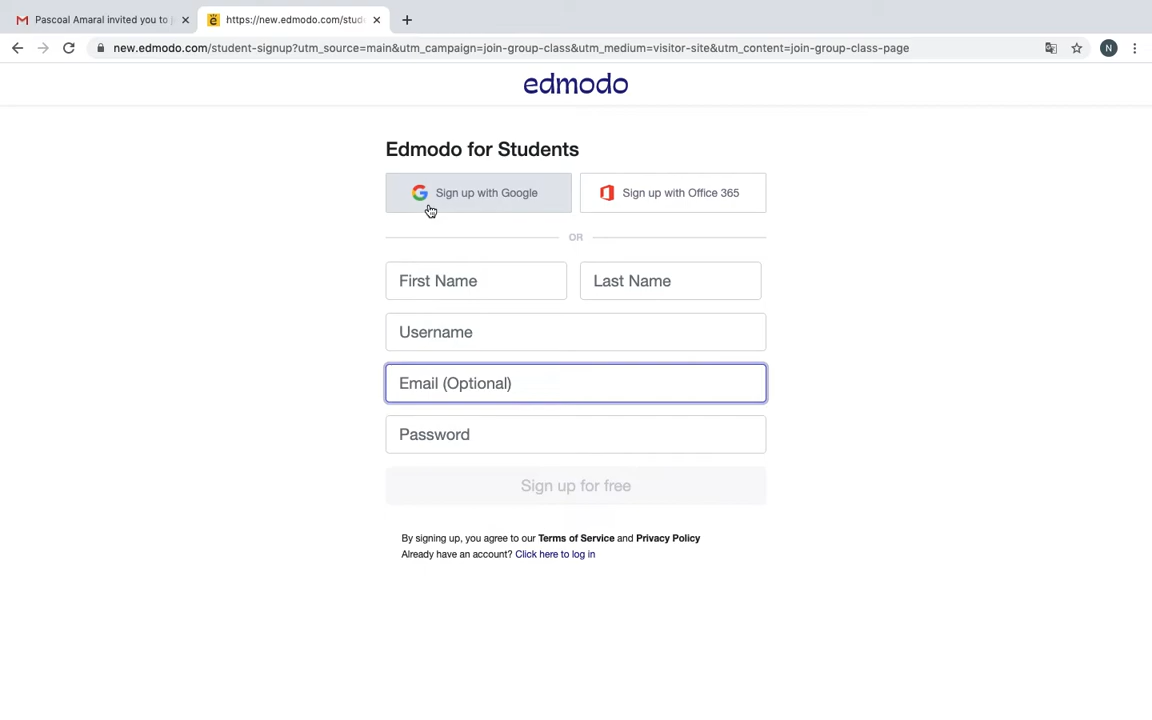 Pascoal Amaral invited you to j
https://new.edmodo.com/stude
new.edmodo.com/student-signup?utm_source=main&utm_campaign=join-group-class&utm_medium=visitor-site&utm_content=join-group-class-page
N
edmodo
Edmodo for Students
Sign up with Google
Sign up with Office 365
OR
First Name
Last Name
Username
Email (Optional)
Password
Sign up for free
By signing up, you agree to our Terms of Service and Privacy Policy
Already have an account? Click here to log in